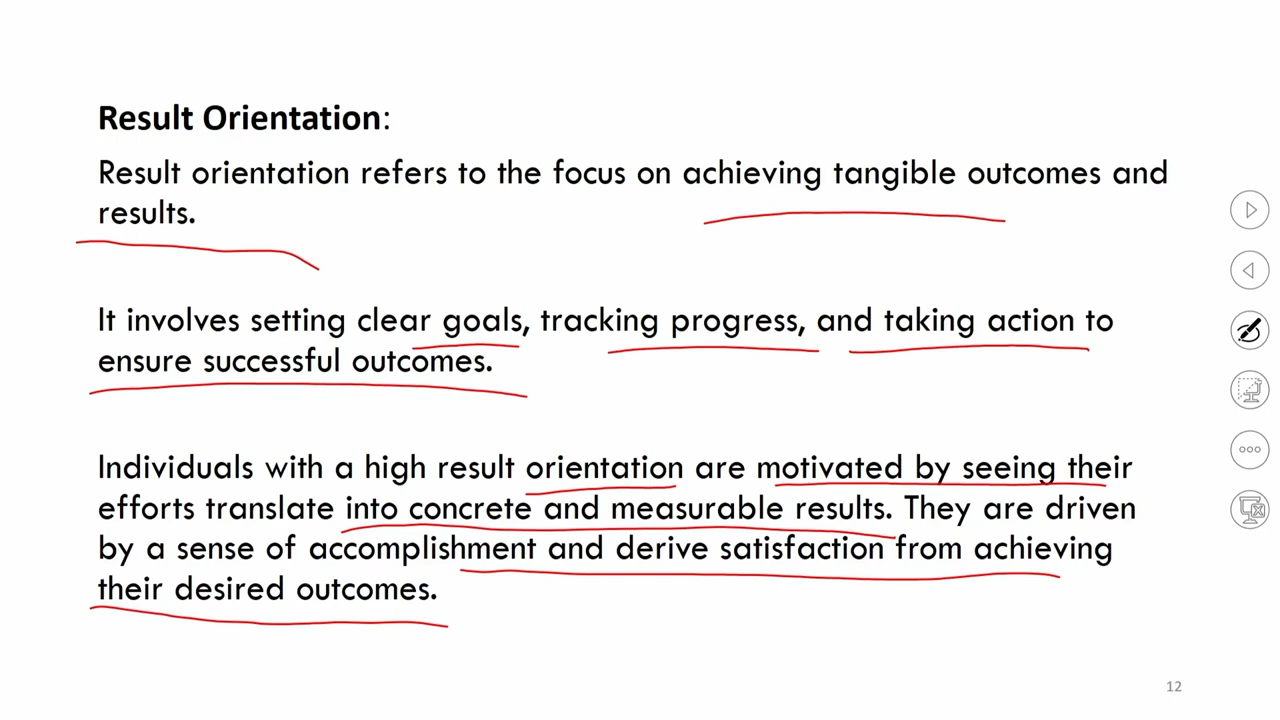 Result Orientation:
Result orientation refers to the focus on achieving tangible outcomes and
results.
It involves setting clear goals, tracking progress, and taking action to
ensure successful outcomes.
Individuals with a high result orientation are motivated by seeing their
efforts translate into concrete and measurable results. They are driven
by a sense of accomplishment and derive satisfaction from achieving
their desired outcomes.
12